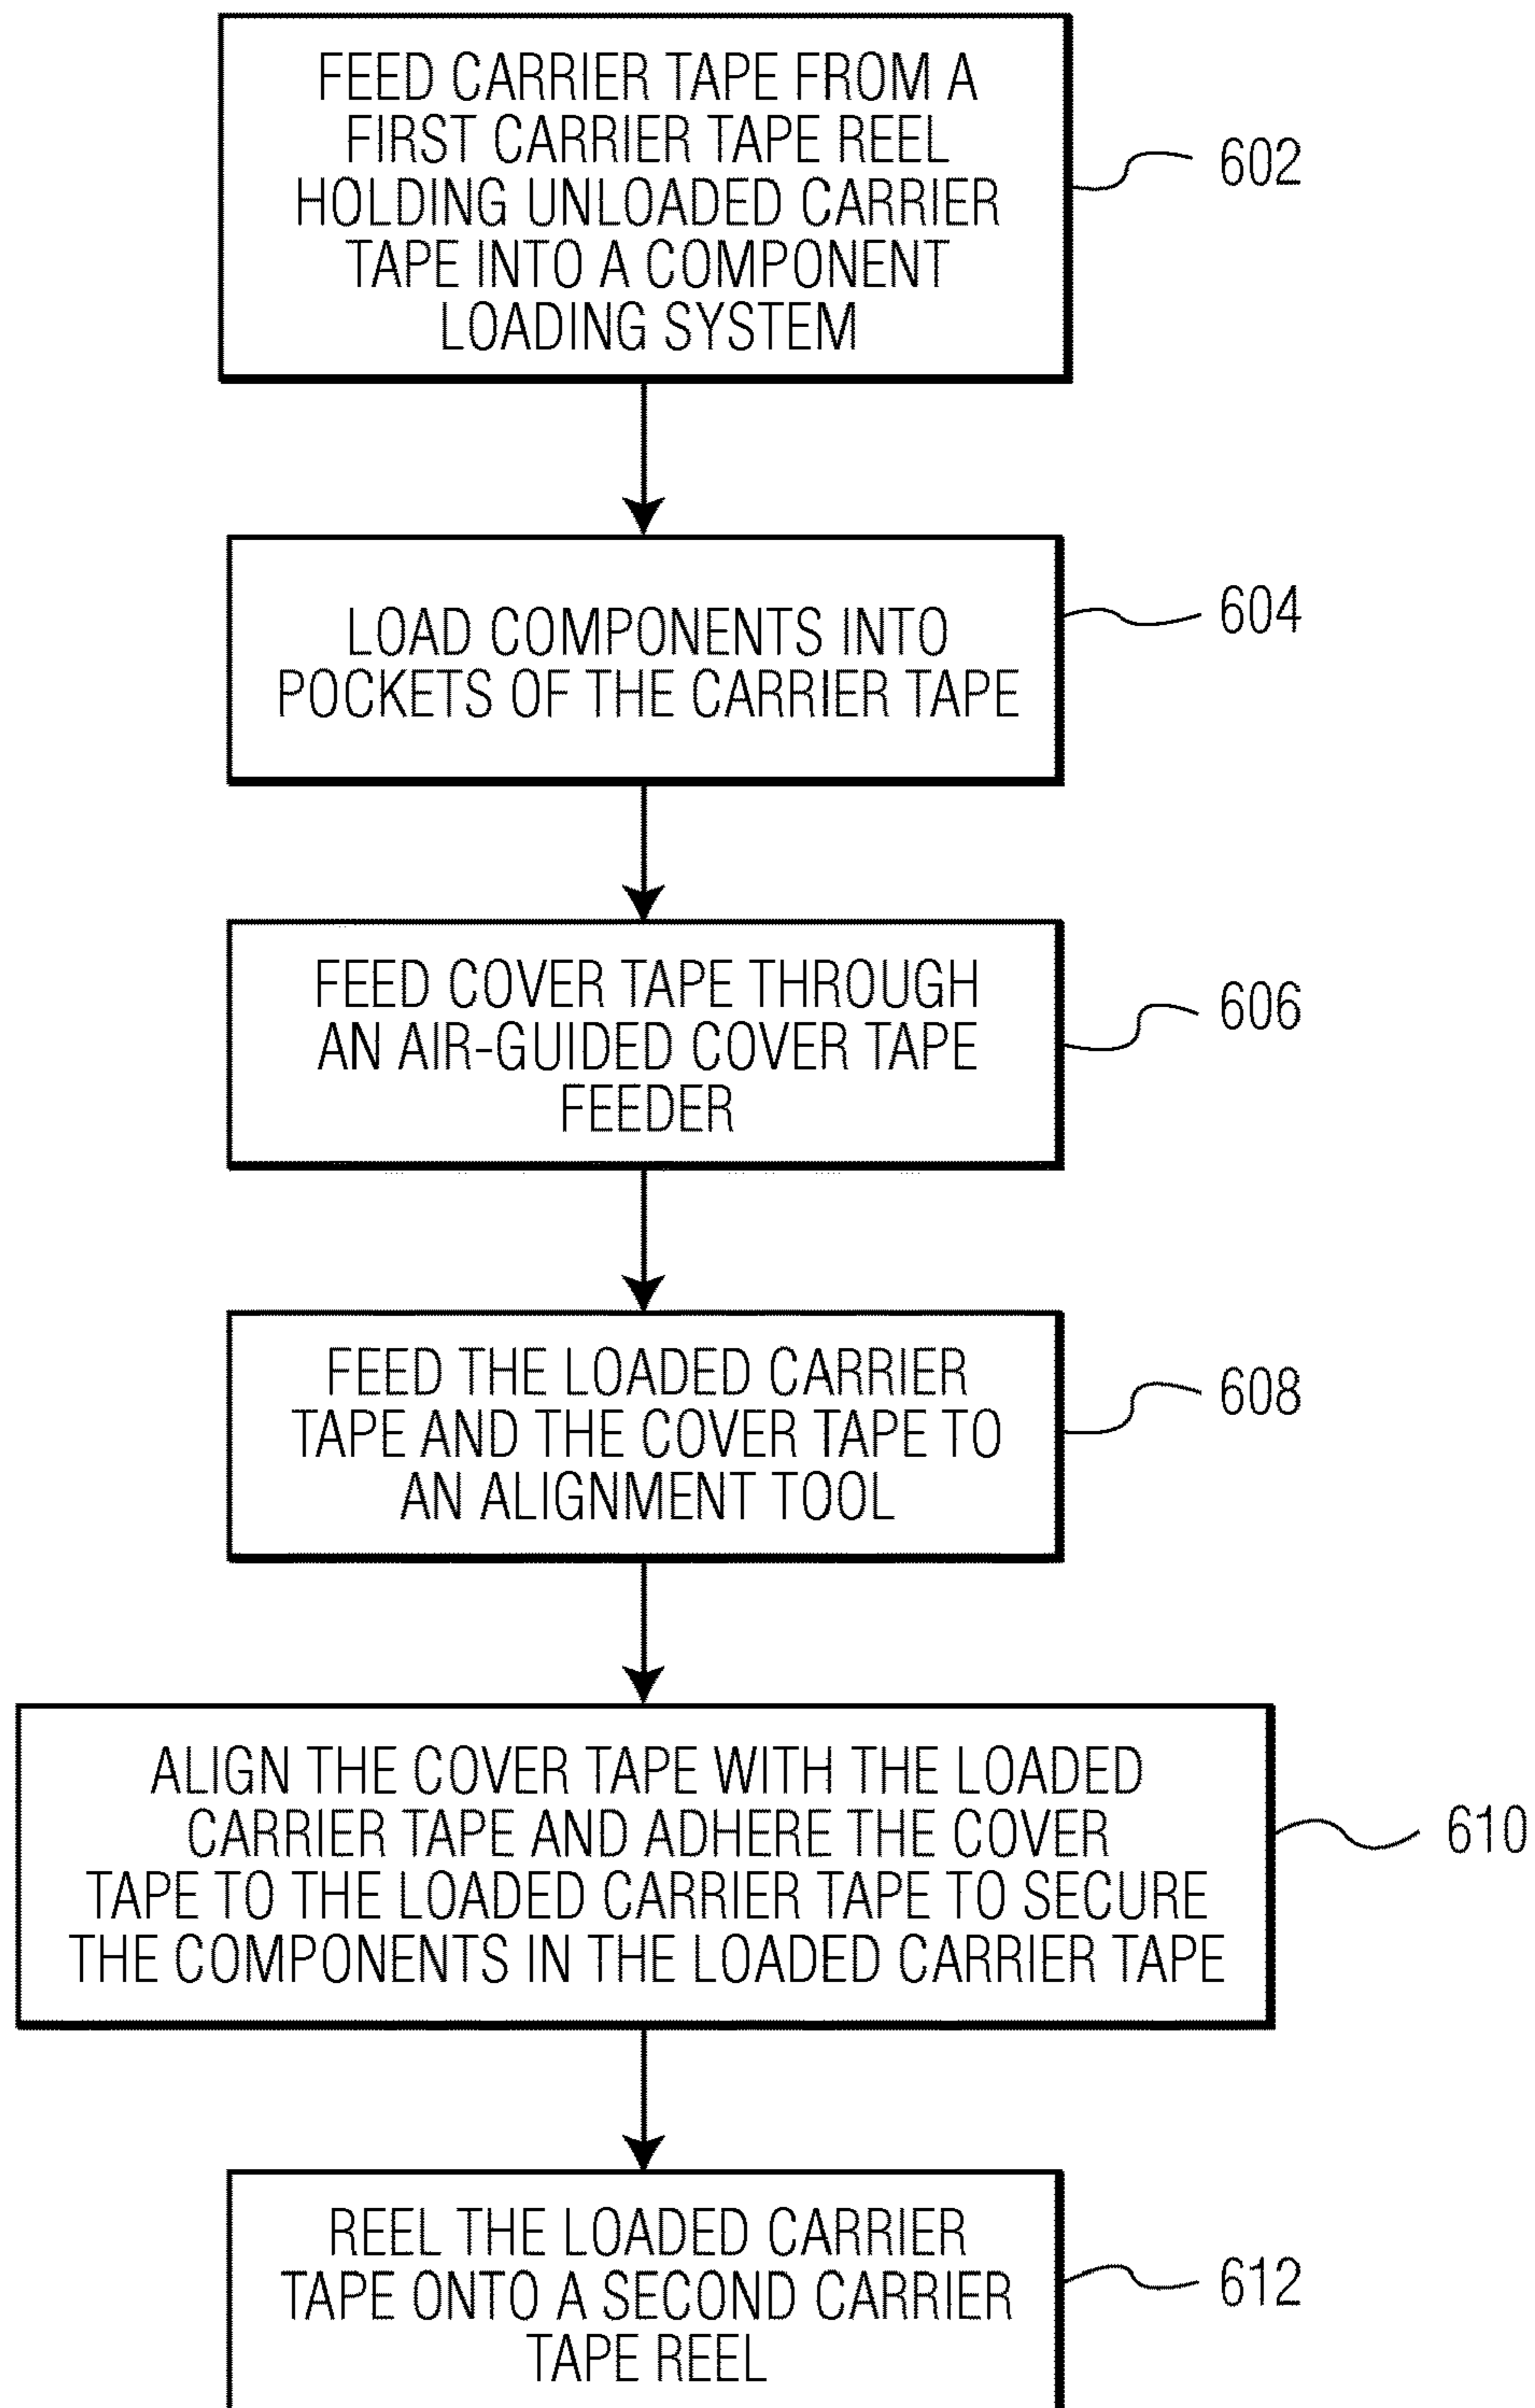 FEED CARRIER TAPE FROM A
FIRST CARRIER TAPE REEL
HOLDING UNLOADED CARRIER
TAPE INTO A COMPONENT
LOADING SYSTEM
602
LOAD COMPONENTS INTO
POCKETS OF THE CARRIER TAPE
604
FEED COVER TAPE THROUGH
AN AIR-GUIDED COVER TAPE
FEEDER
606
FEED THE LOADED CARRIER
TAPE AND THE COVER TAPE TO
AN ALIGNMENT TOOL
608
ALIGN THE COVER TAPE WITH THE LOADED
CARRIER TAPE AND ADHERE THE COVER
TAPE TO THE LOADED CARRIER TAPE TO SECURE
THE COMPONENTS IN THE LOADED CARRIER TAPE
610
REEL THE LOADED CARRIER
TAPE ONTO A SECOND CARRIER
TAPE REEL
612